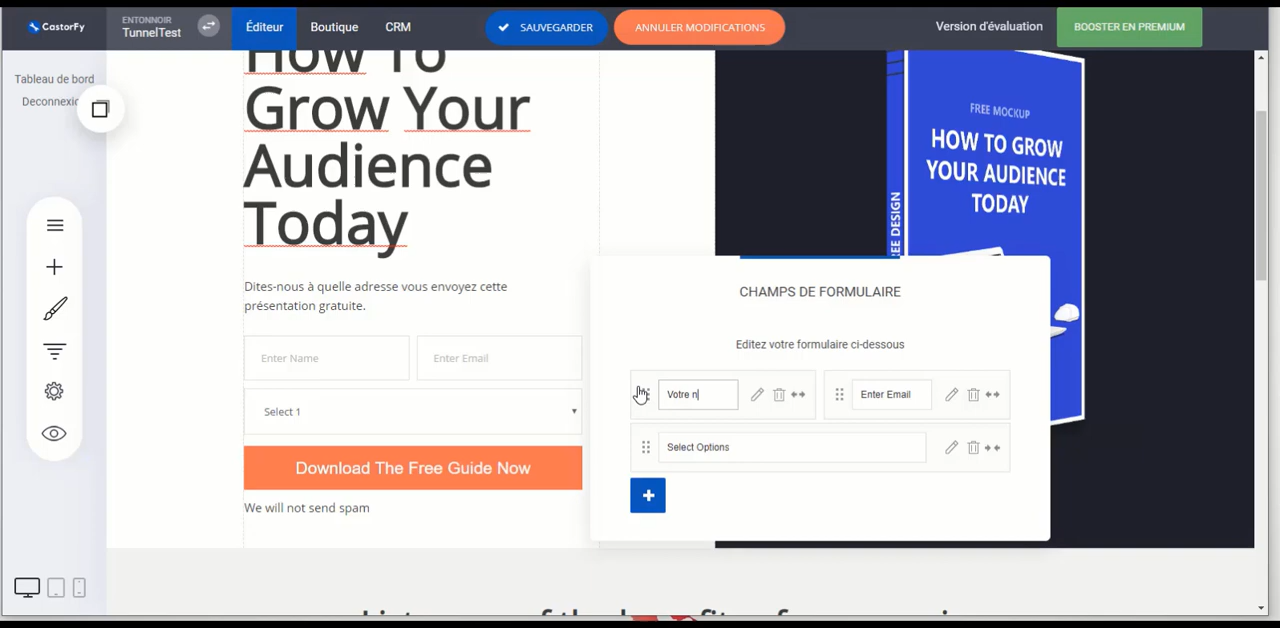 CastorFy
ENTONNOIR
TunnelTest
Éditeur
Boutique
CRM
SAUVEGARDER
ANNULER MODIFICATIONS
Version d'évaluation
BOOSTER EN PREMIUM
Tableau de bord
Deconnexio
How To
Grow Your
Audience
Today
FREE MOCKUP
HOW TO GROW
YOUR AUDIENCE
TODAY
FREE DESIGN
Dites-nous à quelle adresse vous envoyez cette
présentation gratuite.
Enter Name
Enter Email
Select 1
Download The Free Guide Now
We will not send spam
CHAMPS DE FORMULAIRE
Editez votre formulaire ci-dessous
Votre n
Enter Email
Select Options